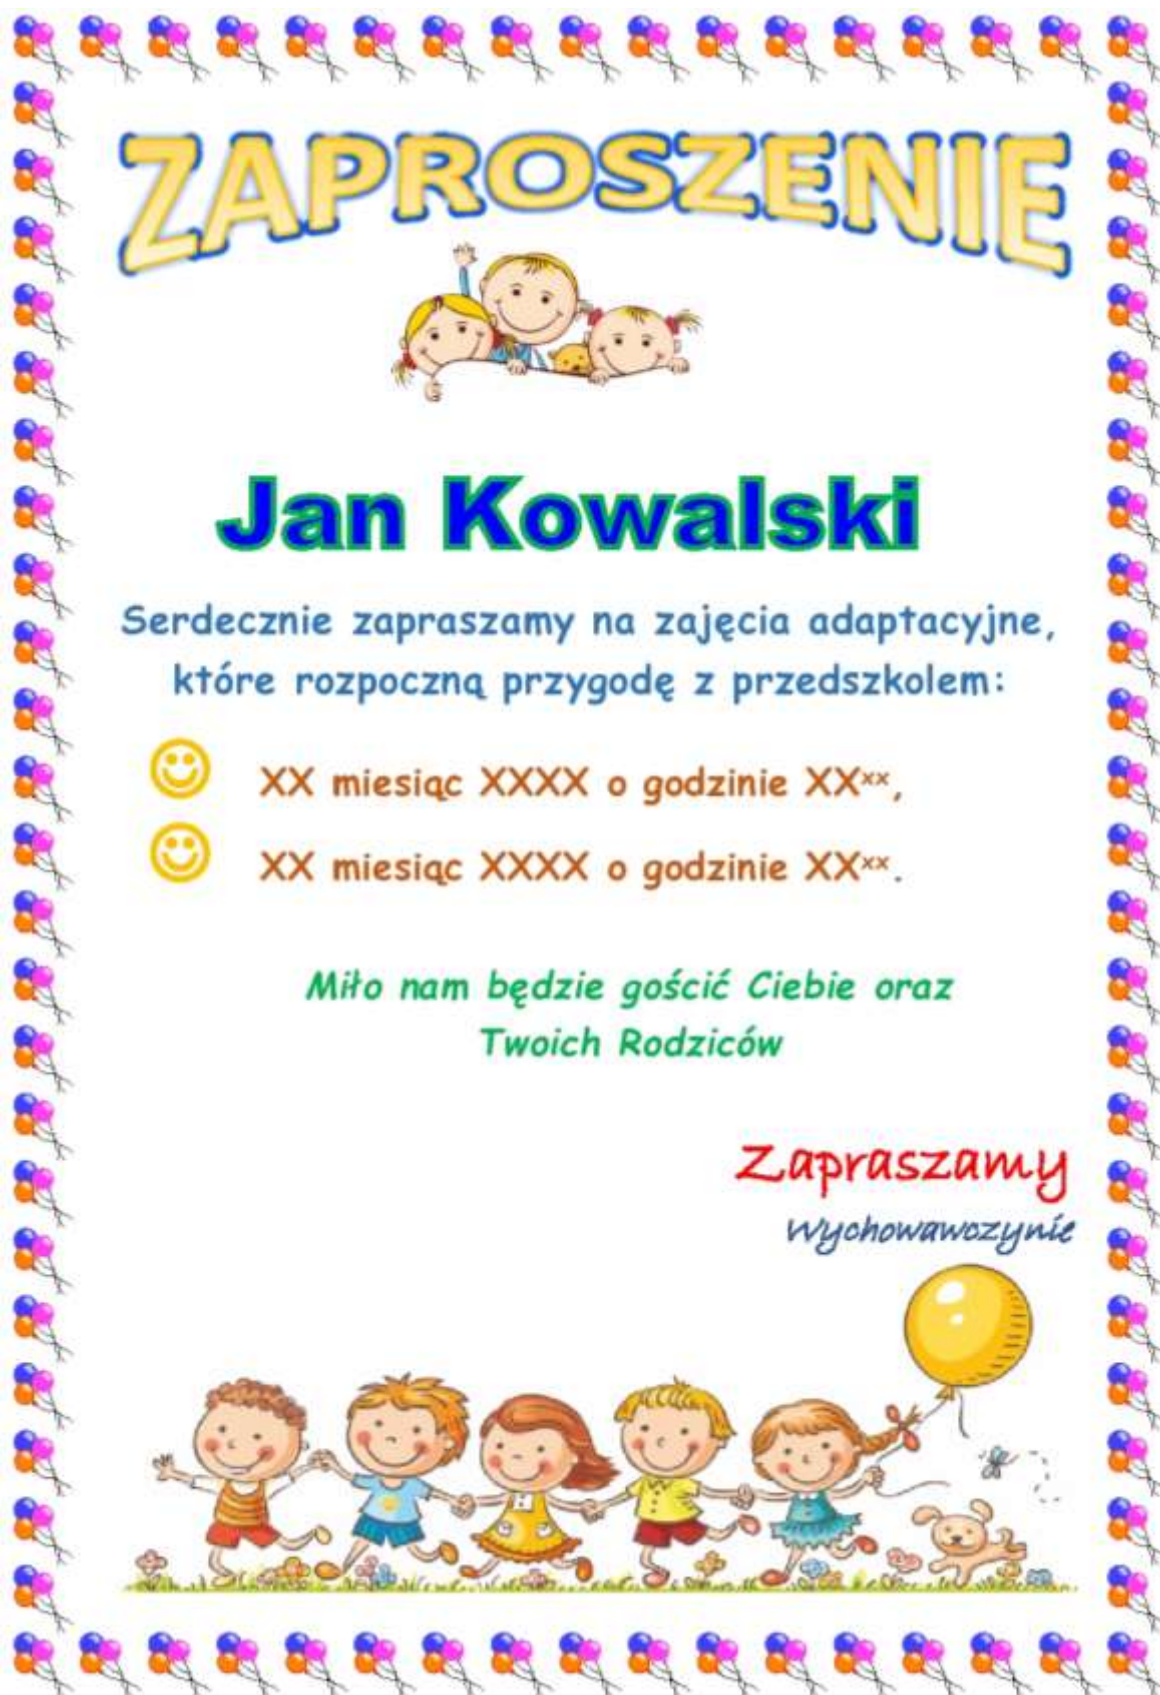 ZAPROSZENIE
Jan Kowalski
Serdecznie zapraszamy na zajęcia adaptacyjne,
które rozpoczną przygodę z przedszkolem:
XX miesiąc XXXX o godzinie XXˣˣ,
XX miesiąc XXXX o godzinie XXˣˣ.
Miło nam będzie gościć Ciebie oraz
Twoich Rodziców
Zapraszamy
Wychowawczynie